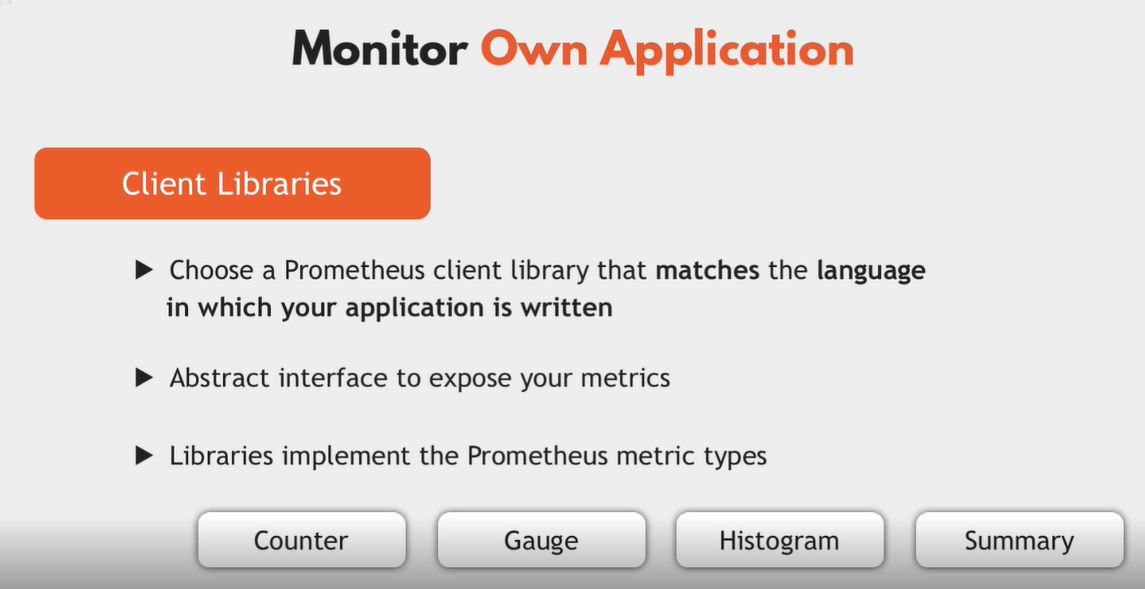 Monitor Own Application
Client Libraries
▶ Choose a Prometheus client library that matches the language
in which your application is written
▶ Abstract interface to expose your metrics
▶ Libraries implement the Prometheus metric types
Counter Gauge Histogram Summary